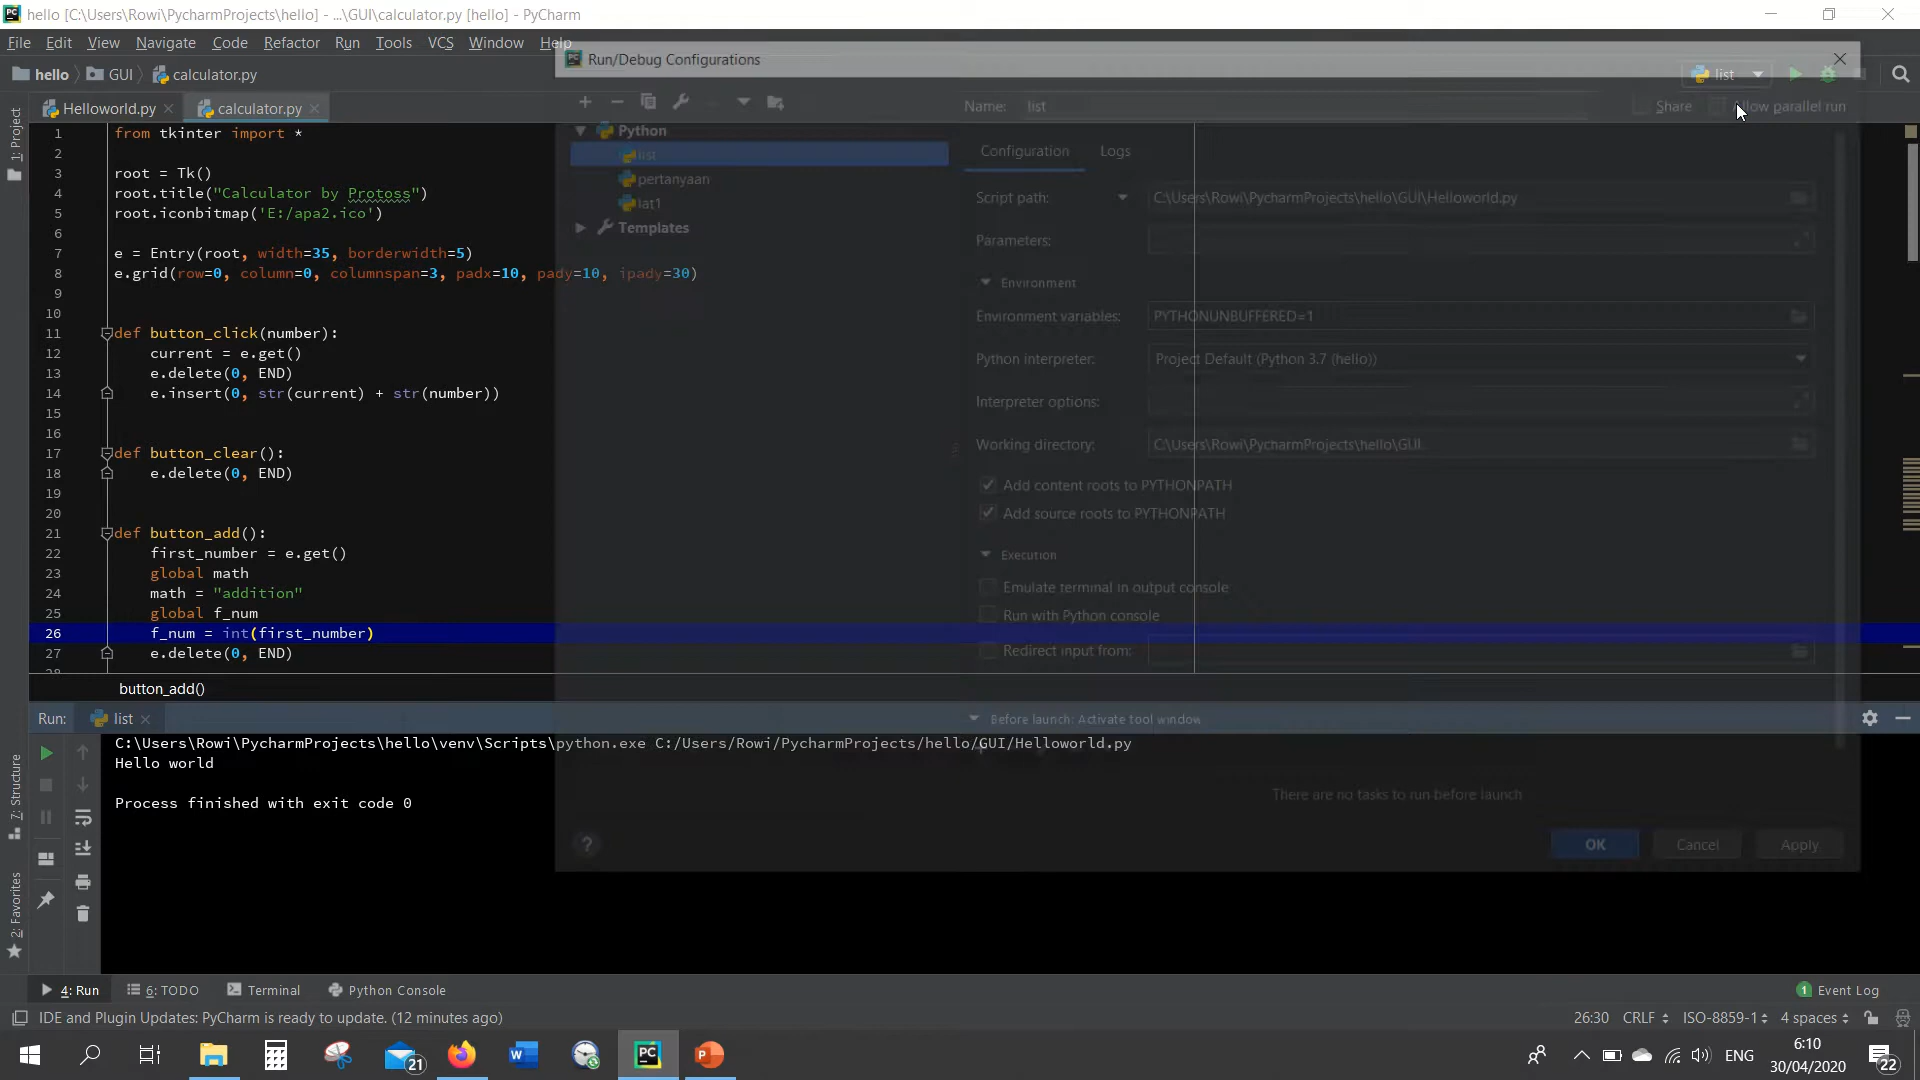 hello [C:\Users\Rowi\PycharmProjects\hello] - ...\GUI\calculator.py [hello] - PyCharm
File Edit View Navigate Code Refactor Run Tools VCS Window Help
Run/Debug Configurations
hello GUI calculator.py
list
Helloworld.py calculator.py
Name: list Share Allow parallel run
1: Project
1 from tkinter import *
2
3 root = Tk()
4 root.title("Calculator by Protoss")
5 root.iconbitmap('E:/apa2.ico')
6
7 e = Entry(root, width=35, borderwidth=5)
8 e.grid(row=0, column=0, columnspan=3, padx=10, pady=10, ipady=30)
9
10
11 def button_click(number):
12 current = e.get()
13 e.delete(0, END)
14 e.insert(0, str(current) + str(number))
15
16
17 def button_clear():
18 e.delete(0, END)
19
20
21 def button_add():
22 first_number = e.get()
23 global math
24 math = "addition"
25 global f_num
26 f_num = int(first_number)
27 e.delete(0, END)
28
button_add()
Python
list
pertanyaan
lat1
Templates
Configuration Logs
Script path: C:\Users\Rowi\PycharmProjects\hello\GUI\Helloworld.py
Parameters:
Environment
Environment variables: PYTHONUNBUFFERED=1
Python interpreter: Project Default (Python 3.7 (hello))
Interpreter options:
Working directory: C:\Users\Rowi\PycharmProjects\hello\GUI
Add content roots to PYTHONPATH
Add source roots to PYTHONPATH
Execution
Emulate terminal in output console
Run with Python console
Redirect input from:
Before launch: Activate tool window
There are no tasks to run before launch
? OK Cancel Apply
Run: list
C:\Users\Rowi\PycharmProjects\hello\venv\Scripts\python.exe C:/Users/Rowi/PycharmProjects/hello/GUI/Helloworld.py
Hello world
Process finished with exit code 0
7: Structure
2: Favorites
4: Run 6: TODO Terminal Python Console 1 Event Log
IDE and Plugin Updates: PyCharm is ready to update. (12 minutes ago) 26:30 CRLF ISO-8859-1 4 spaces
21 PC ENG 6:10
30/04/2020 22